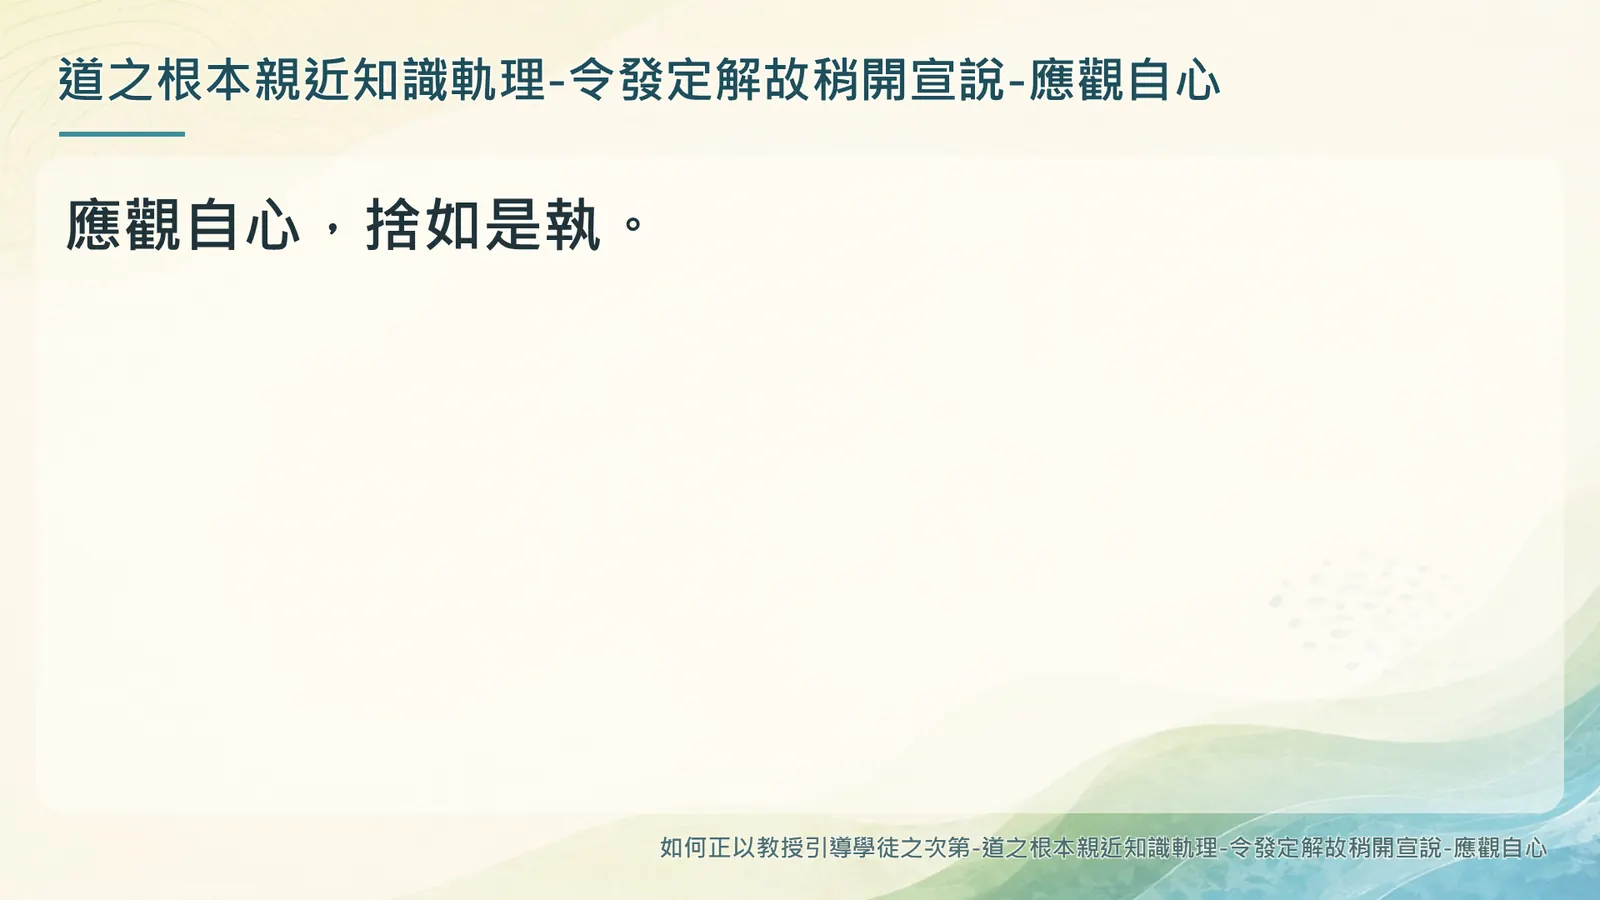 道之根本親近知識軌理-令發定解故稍開宣說-應觀自心
應觀自心，捨如是執。
如何正以教授引導學徒之次第-道之根本親近知識軌理-令發定解故稍開宣說-應觀自心